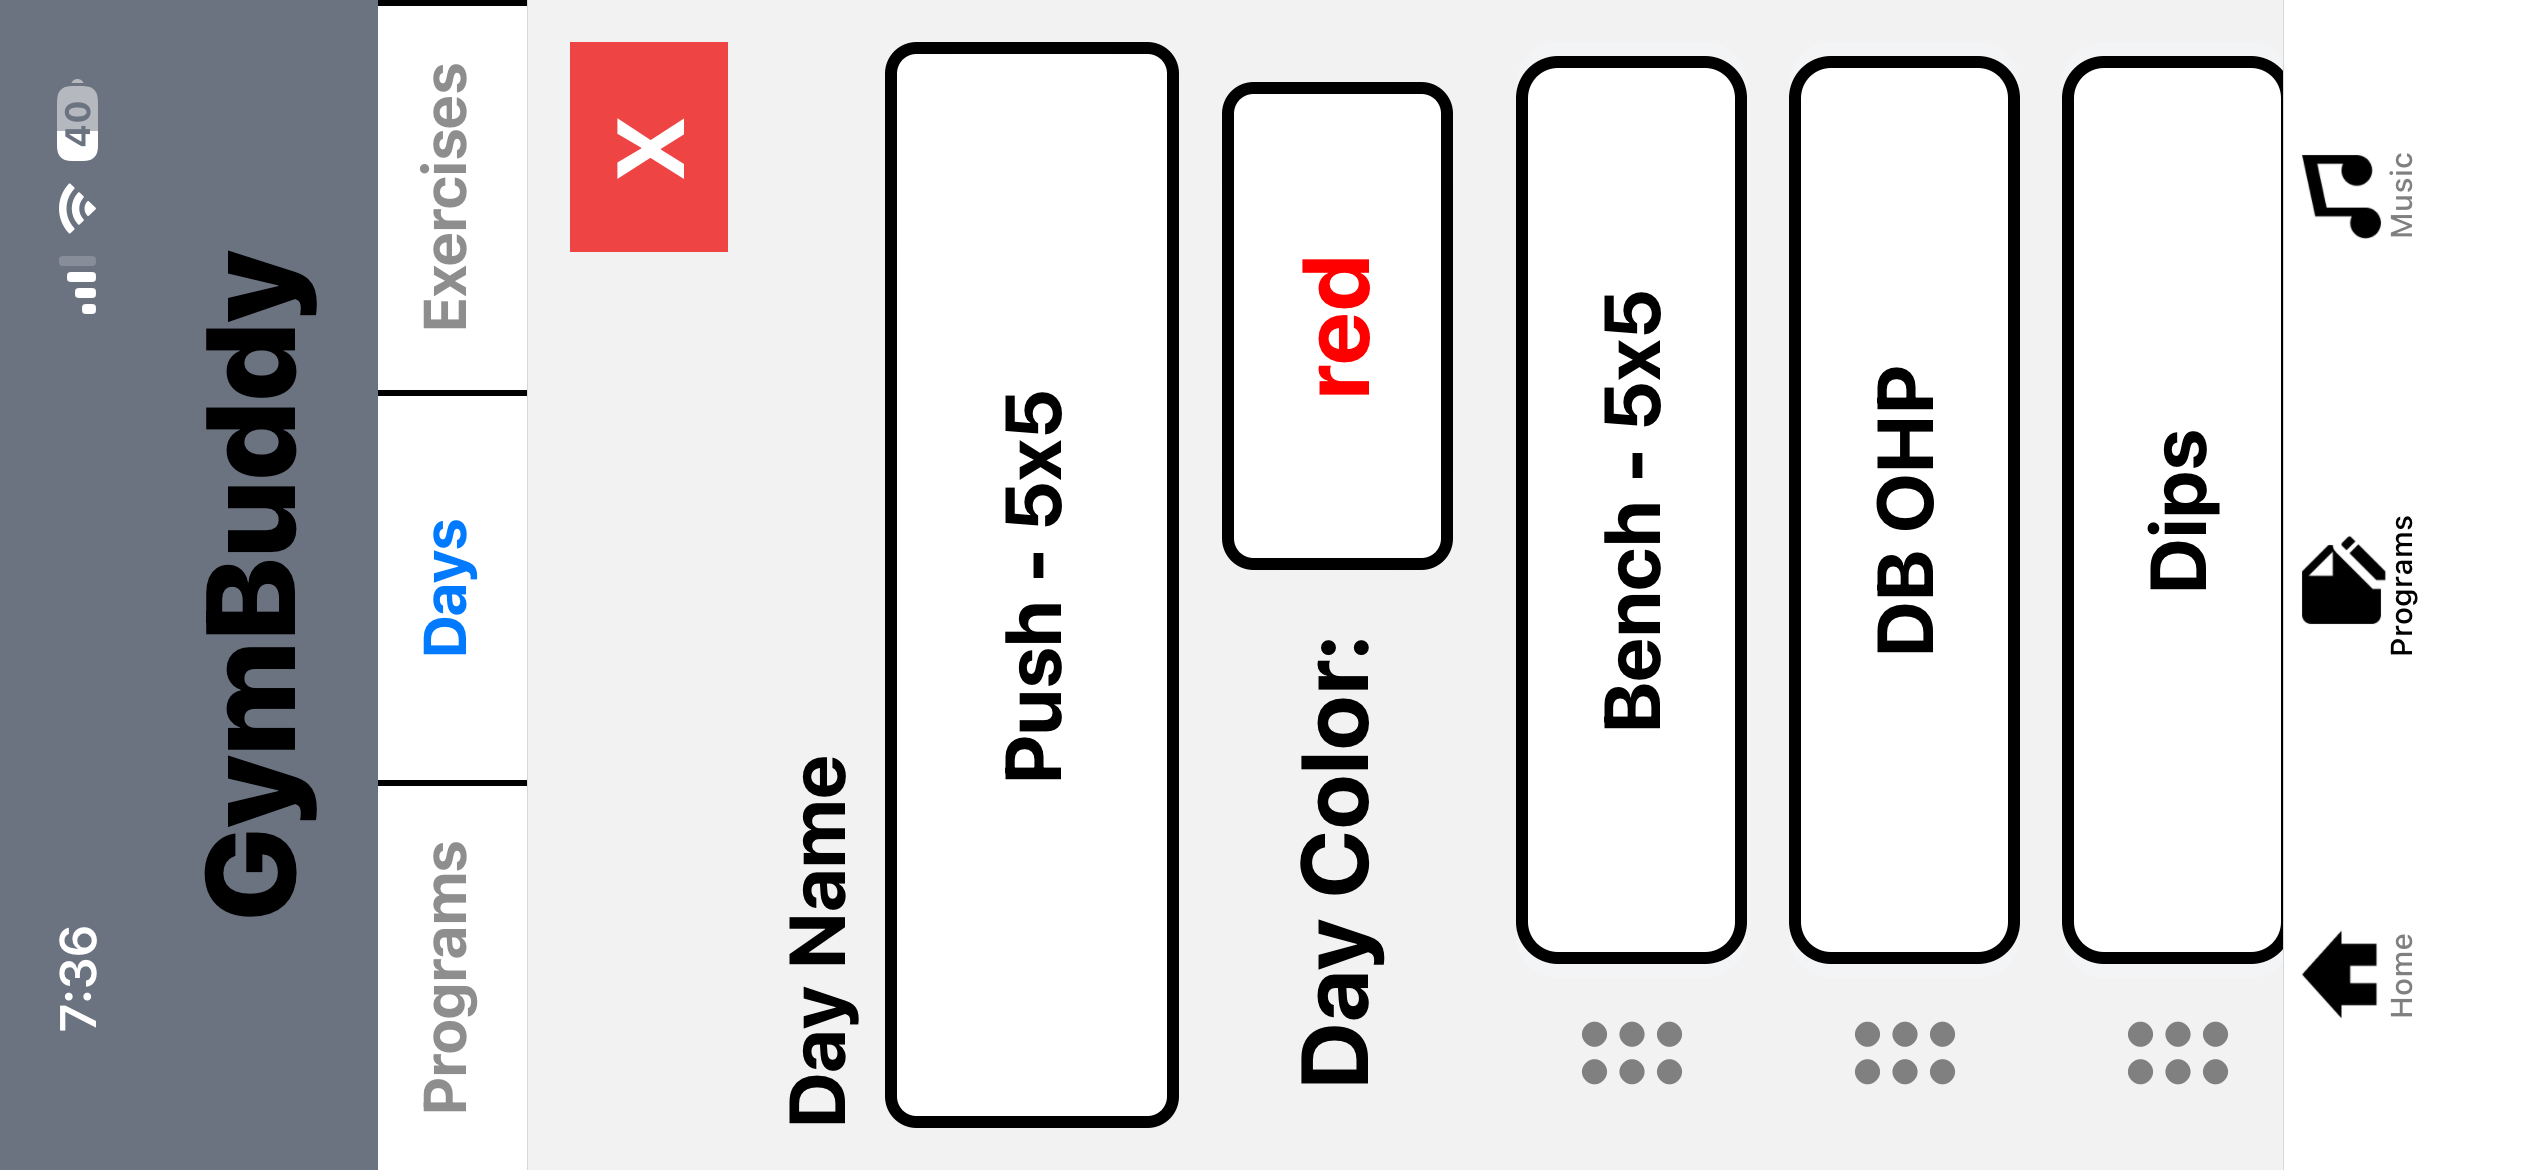 7:36
40
GymBuddy
Programs
Days
Exercises
X
Day Name
Push - 5x5
Day Color:
red
Bench - 5x5
DB OHP
Dips
Home
Programs
Music